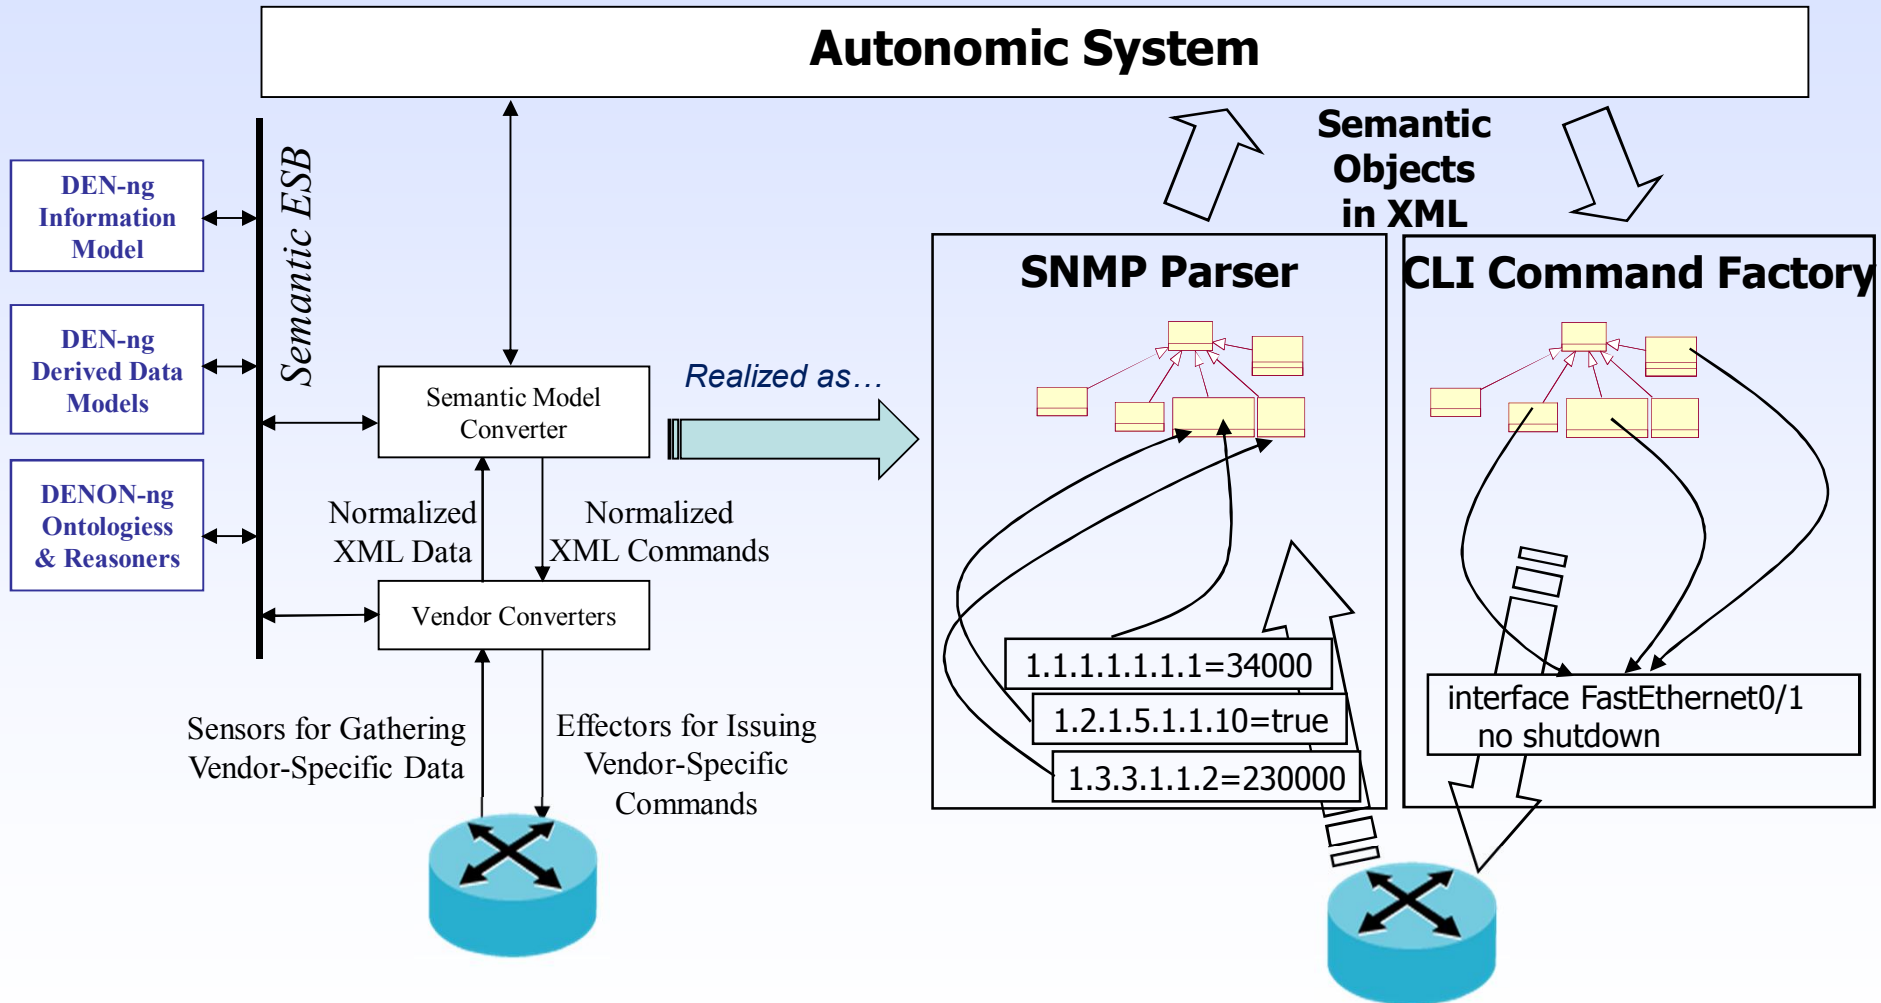 Autonomic System
Semantic
Objects
in XML
Semantic ESB
DEN-ng
Information
Model
DEN-ng
Derived Data
Models
DENON-ng
Ontologiess
& Reasoners
Semantic Model
Converter
Realized as…
Normalized
XML Data
Normalized
XML Commands
Vendor Converters
Sensors for Gathering
Vendor-Specific Data
Effectors for Issuing
Vendor-Specific
Commands
SNMP Parser
1.1.1.1.1.1.1=34000
1.2.1.5.1.1.10=true
1.3.3.1.1.2=230000
CLI Command Factory
interface FastEthernet0/1
no shutdown